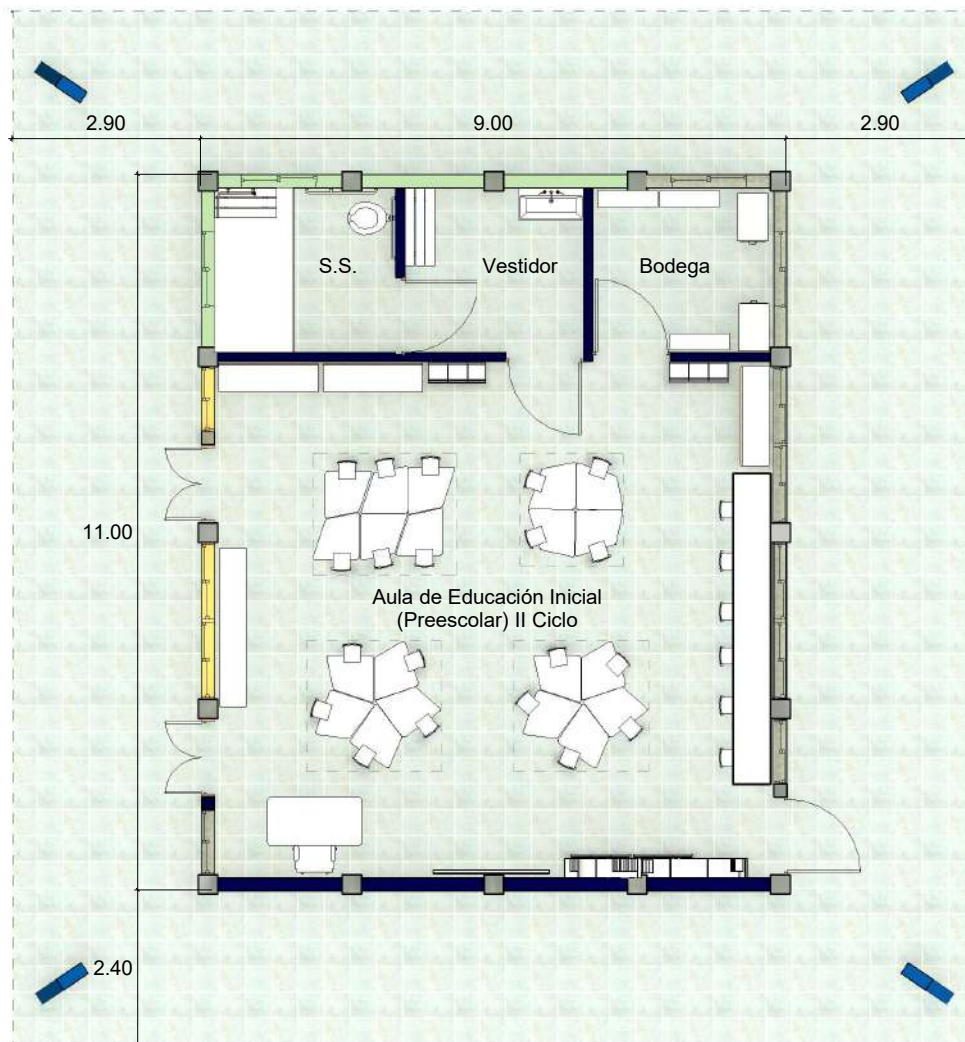 2.90
9.00
2.90
S.S.
Vestidor
Bodega
11.00
Aula de Educación Inicial
(Preescolar) II Ciclo
2.40